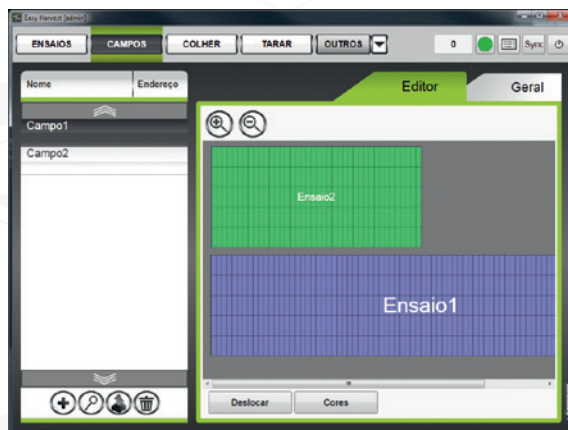 Easy Harvest [admin]
ENSAIOS CAMPOS COLHER TARAR OUTROS 0 Sync
Nome Endereço
Editor Geral
Campo1
Campo2
Ensaio2
Ensaio1
Deslocar Cores